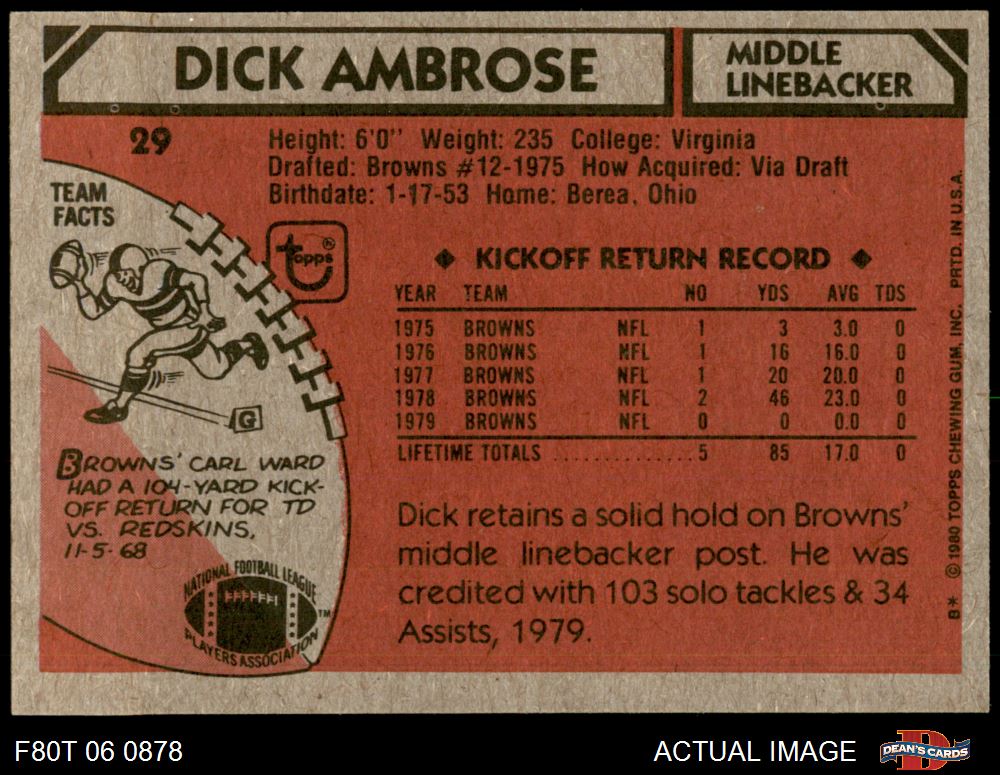 DICK AMBROSE
MIDDLE
LINEBACKER
29
Height: 6'0" Weight: 235 College: Virginia
Drafted: Browns #12-1975 How Acquired: Via Draft
Birthdate: 1-17-53 Home: Berea, Ohio
TEAM
FACTS
topps
®
G
BROWNS' CARL WARD
HAD A 104-YARD KICK-
OFF RETURN FOR TD
VS. REDSKINS,
11-5-68
NATIONAL FOOTBALL LEAGUE
PLAYERS ASSOCIATION
TM
◆ KICKOFF RETURN RECORD ◆
YEAR TEAM NO YDS AVG TDS
1975 BROWNS NFL 1 3 3.0 0
1976 BROWNS NFL 1 16 16.0 0
1977 BROWNS NFL 1 20 20.0 0
1978 BROWNS NFL 2 46 23.0 0
1979 BROWNS NFL 0 0 0.0 0
LIFETIME TOTALS .............. 5 85 17.0 0
Dick retains a solid hold on Browns'
middle linebacker post. He was
credited with 103 solo tackles & 34
Assists, 1979.
B* © 1980 TOPPS CHEWING GUM, INC. PRTD. IN U.S.A.
F80T 06 0878
ACTUAL IMAGE
D
DEAN'S CARDS